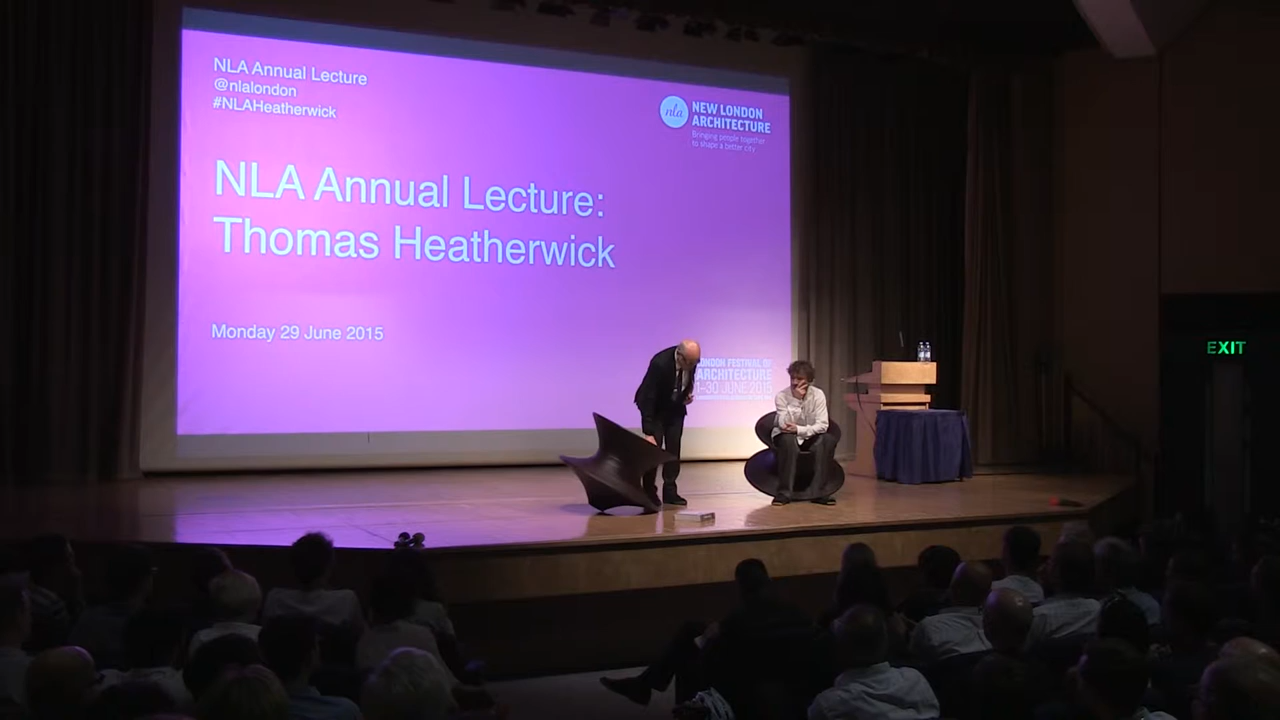 NLA Annual Lecture
@nlalondon
#NLAHeatherwick
nla
NEW LONDON
ARCHITECTURE
Bringing people together
to shape a better city
NLA Annual Lecture:
Thomas Heatherwick
Monday 29 June 2015
LONDON FESTIVAL OF
ARCHITECTURE
1-30 JUNE 2015
EXIT